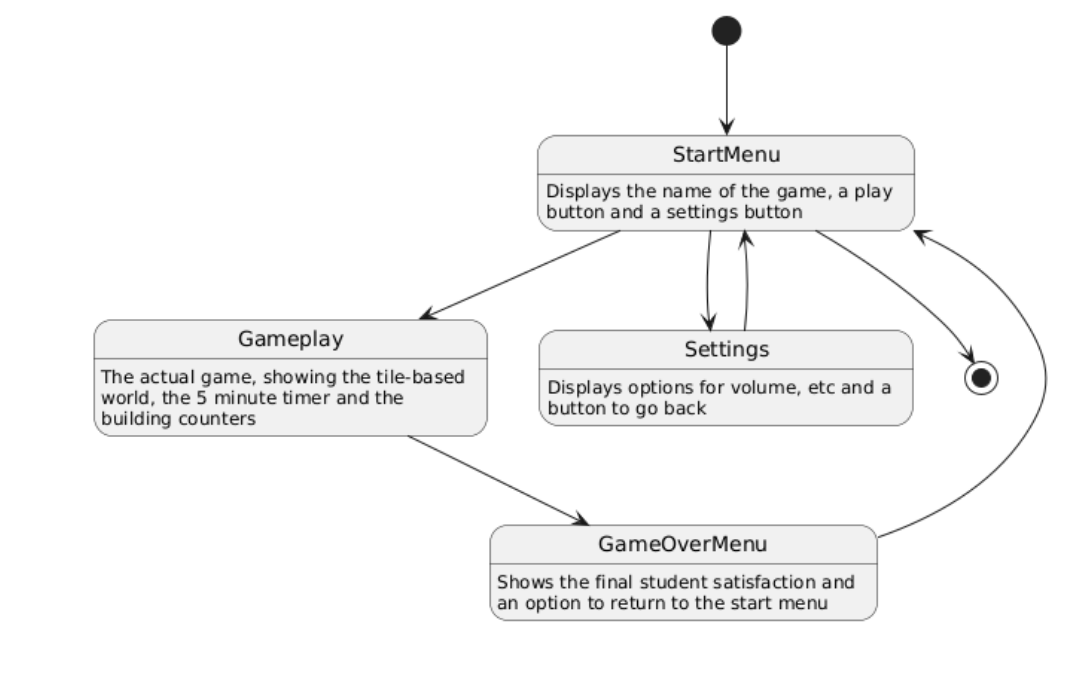 StartMenu
Displays the name of the game, a play
button and a settings button
Gameplay
The actual game, showing the tile-based
world, the 5 minute timer and the
building counters
Settings
Displays options for volume, etc and a
button to go back
GameOverMenu
Shows the final student satisfaction and
an option to return to the start menu